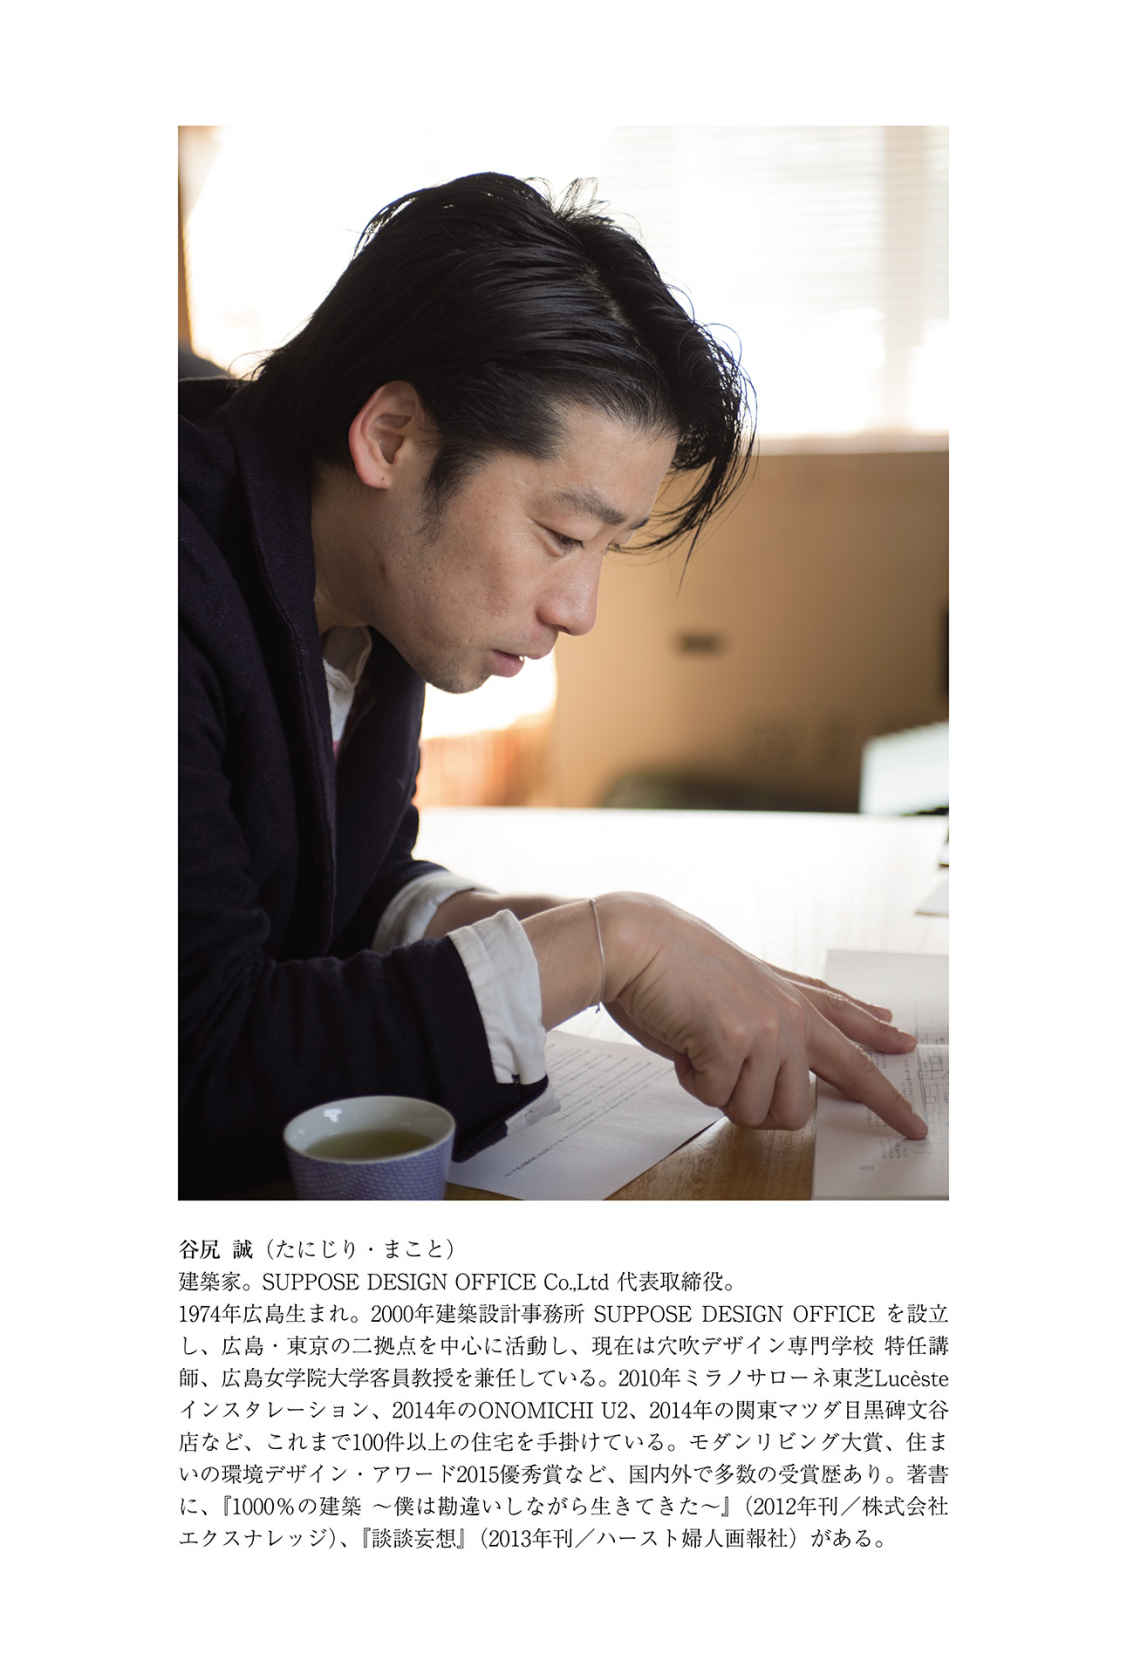 谷尻 誠（たにじり・まこと）
建築家。SUPPOSE DESIGN OFFICE Co.,Ltd 代表取締役。
1974年広島生まれ。2000年建築設計事務所 SUPPOSE DESIGN OFFICE を設立
し、広島・東京の二拠点を中心に活動し、現在は穴吹デザイン専門学校 特任講
師、広島女学院大学客員教授を兼任している。2010年ミラノサローネ東芝Lucèste
インスタレーション、2014年のONOMICHI U2、2014年の関東マツダ目黒碑文谷
店など、これまで100件以上の住宅を手掛けている。モダンリビング大賞、住ま
いの環境デザイン・アワード2015優秀賞など、国内外で多数の受賞歴あり。著書
に、『1000％の建築 〜僕は勘違いしながら生きてきた〜』（2012年刊／株式会社
エクスナレッジ）、『談談妄想』（2013年刊／ハースト婦人画報社）がある。